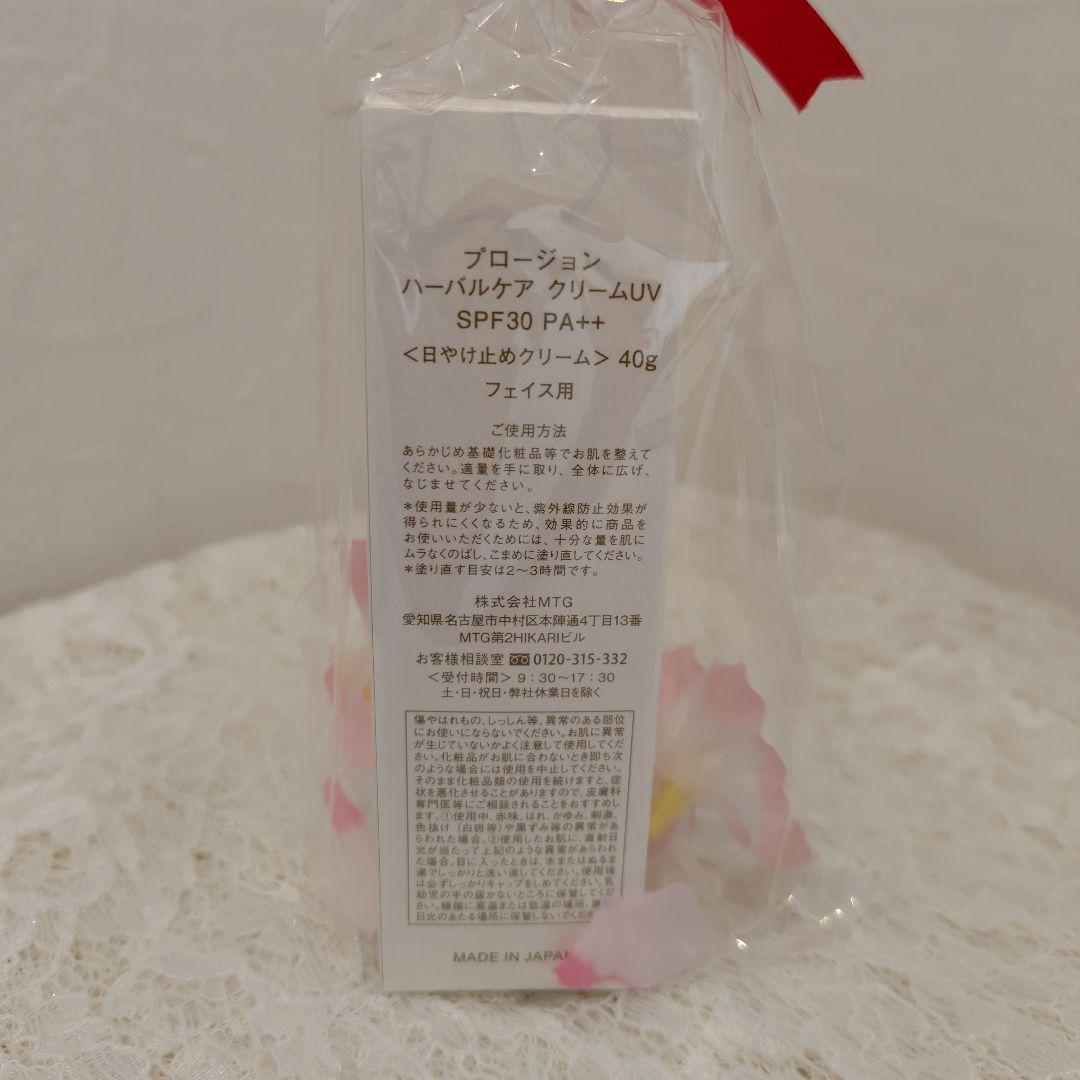 プロージョン
ハーバルケア クリームUV
SPF30 PA++
＜日やけ止めクリーム＞ 40g
フェイス用
ご使用方法
あらかじめ基礎化粧品等でお肌を整えて
ください。適量を手に取り、全体に広げ、
なじませてください。
＊使用量が少ないと、紫外線防止効果が
得られにくくなるため、効果的に商品を
お使いいただくためには、十分な量を肌に
ムラなくのばし、こまめに塗り直してください。
＊塗り直す目安は2～3時間です。
株式会社MTG
愛知県名古屋市中村区本陣通4丁目13番
MTG第2HIKARIビル
お客様相談室 0120-315-332
＜受付時間＞ 9：30～17：30
土・日・祝日・弊社休業日を除く
傷やはれもの、しっしん等、異常のある部位
にお使いにならないでください。お肌に異常
が生じていないかよく注意して使用してくだ
さい。化粧品がお肌に合わないとき即ち次
のような場合には使用を中止してください。
そのまま化粧品類の使用を続けますと、症
状を悪化させることがありますので、皮膚科
専門医等にご相談されることをおすすめし
ます。①使用中、赤味、はれ、かゆみ、刺激、
色抜け（白斑等）や黒ずみ等の異常があ
らわれた場合。②使用したお肌に、直射日
光が当たって上記のような異常があらわれ
た場合。目に入ったときは、水またはぬるま
湯でしっかりと洗い流してください。使用後
は必ずしっかりキャップをしめてください。乳
幼児の手の届かないところに保管してくだ
さい。極端に高温または低温の場所、
日光のあたる場所に保管しないでくださ
MADE IN JAPAN